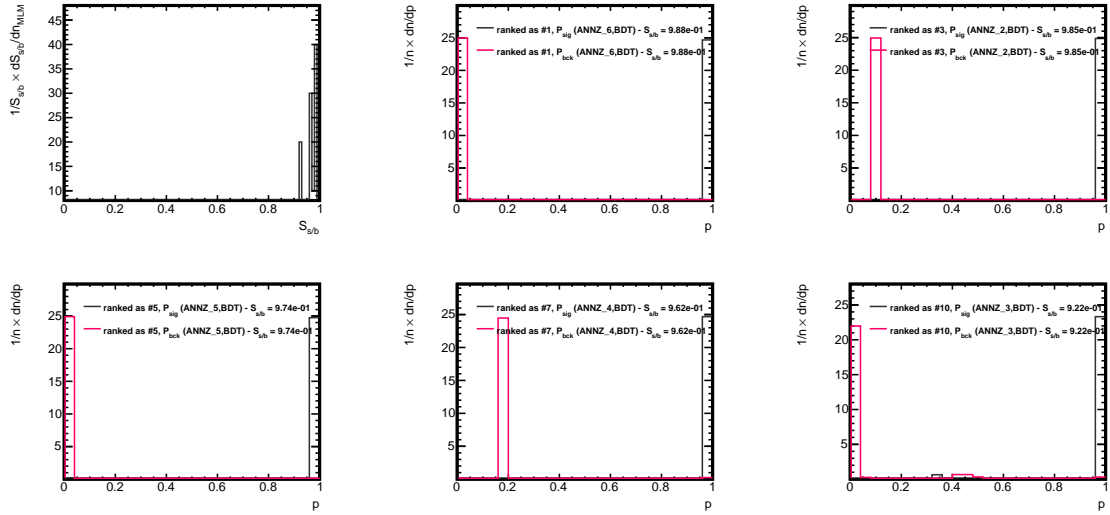 1/S_s/b × dS_s/b/dn_MLM
45
40
35
30
25
20
15
10
0 0.2 0.4 0.6 0.8 1
S_s/b
1/n × dn/dp
ranked as #1, P_sig (ANNZ_6,BDT) - S_s/b = 9.88e-01
ranked as #1, P_bck (ANNZ_6,BDT) - S_s/b = 9.88e-01
25
20
15
10
5
0 0.2 0.4 0.6 0.8 1
p
1/n × dn/dp
ranked as #3, P_sig (ANNZ_2,BDT) - S_s/b = 9.85e-01
ranked as #3, P_bck (ANNZ_2,BDT) - S_s/b = 9.85e-01
25
20
15
10
5
0 0.2 0.4 0.6 0.8 1
p
1/n × dn/dp
ranked as #5, P_sig (ANNZ_5,BDT) - S_s/b = 9.74e-01
ranked as #5, P_bck (ANNZ_5,BDT) - S_s/b = 9.74e-01
25
20
15
10
5
0 0.2 0.4 0.6 0.8 1
p
1/n × dn/dp
ranked as #7, P_sig (ANNZ_4,BDT) - S_s/b = 9.62e-01
ranked as #7, P_bck (ANNZ_4,BDT) - S_s/b = 9.62e-01
25
20
15
10
5
0 0.2 0.4 0.6 0.8 1
p
1/n × dn/dp
ranked as #10, P_sig (ANNZ_3,BDT) - S_s/b = 9.22e-01
ranked as #10, P_bck (ANNZ_3,BDT) - S_s/b = 9.22e-01
25
20
15
10
5
0 0.2 0.4 0.6 0.8 1
p